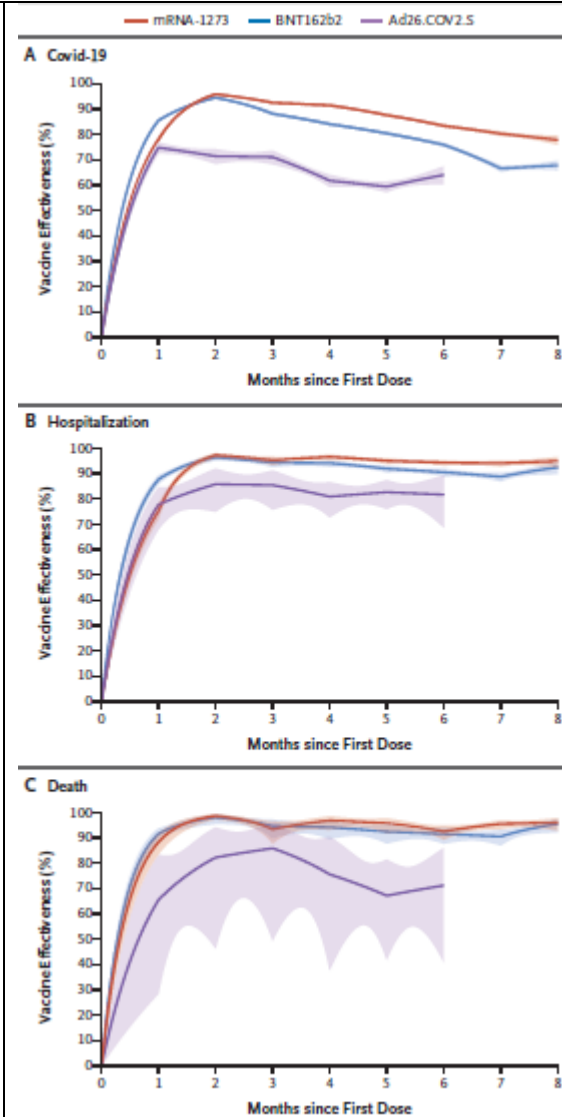 mRNA-1273 BNT162b2 Ad26.COV2.S
A Covid-19
Vaccine Effectiveness (%)
100
90
80
70
60
50
40
30
20
10
0
0 1 2 3 4 5 6 7 8
Months since First Dose
B Hospitalization
Vaccine Effectiveness (%)
100
90
80
70
60
50
40
30
20
10
0
0 1 2 3 4 5 6 7 8
Months since First Dose
C Death
Vaccine Effectiveness (%)
100
90
80
70
60
50
40
30
20
10
0
0 1 2 3 4 5 6 7 8
Months since First Dose